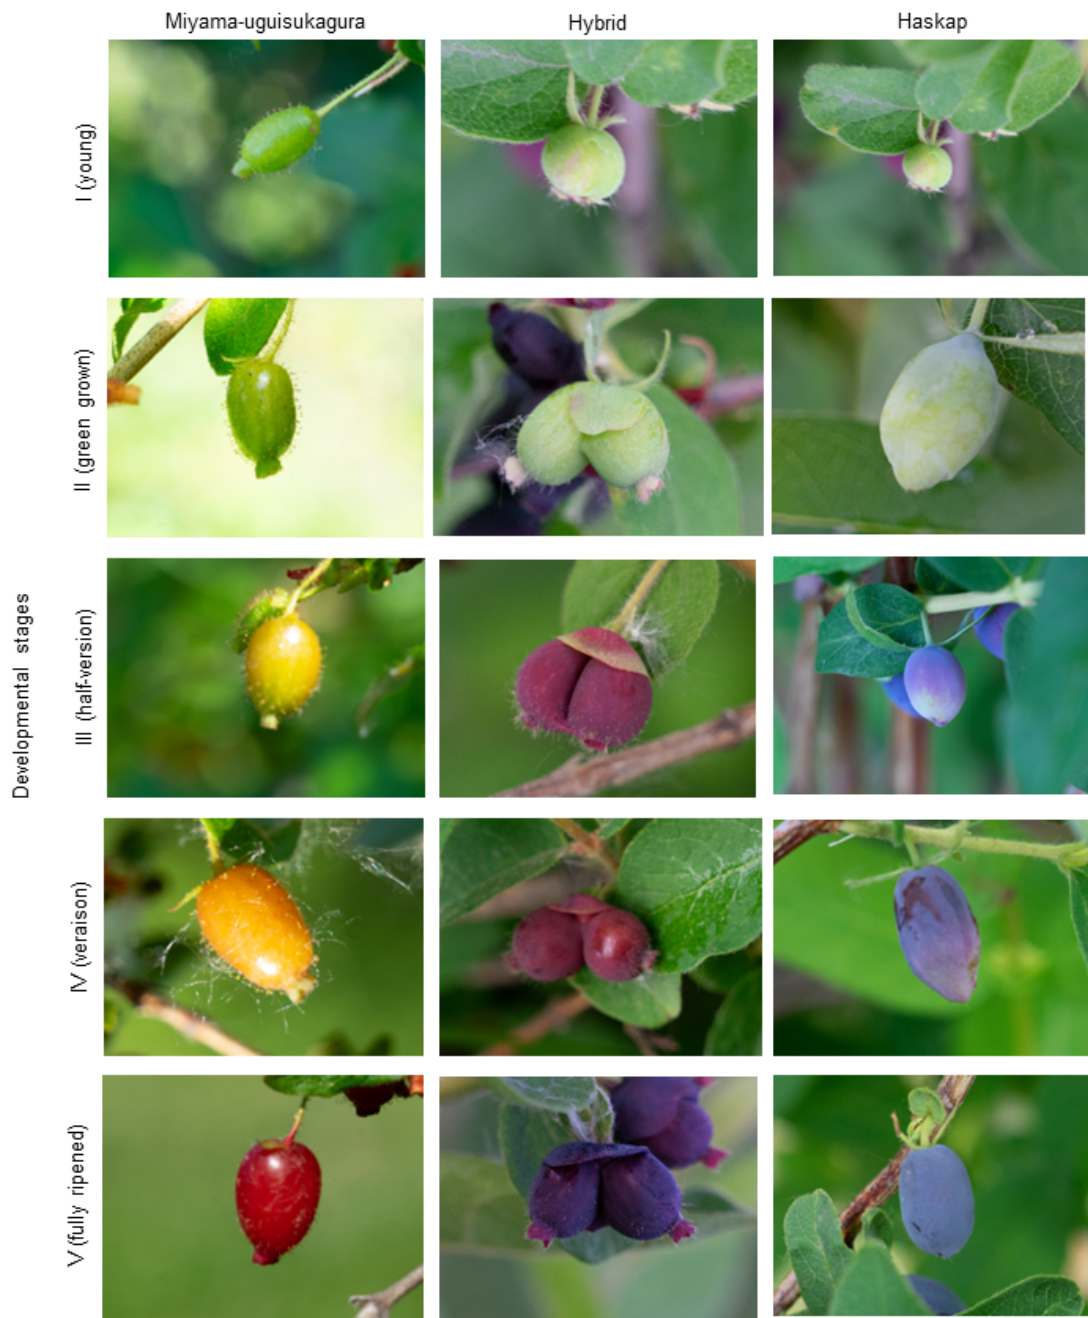 Miyama-uguisukagura
Hybrid
Haskap
Developmental stages
I (young)
II (green grown)
III (half-version)
IV (veraison)
V (fully ripened)